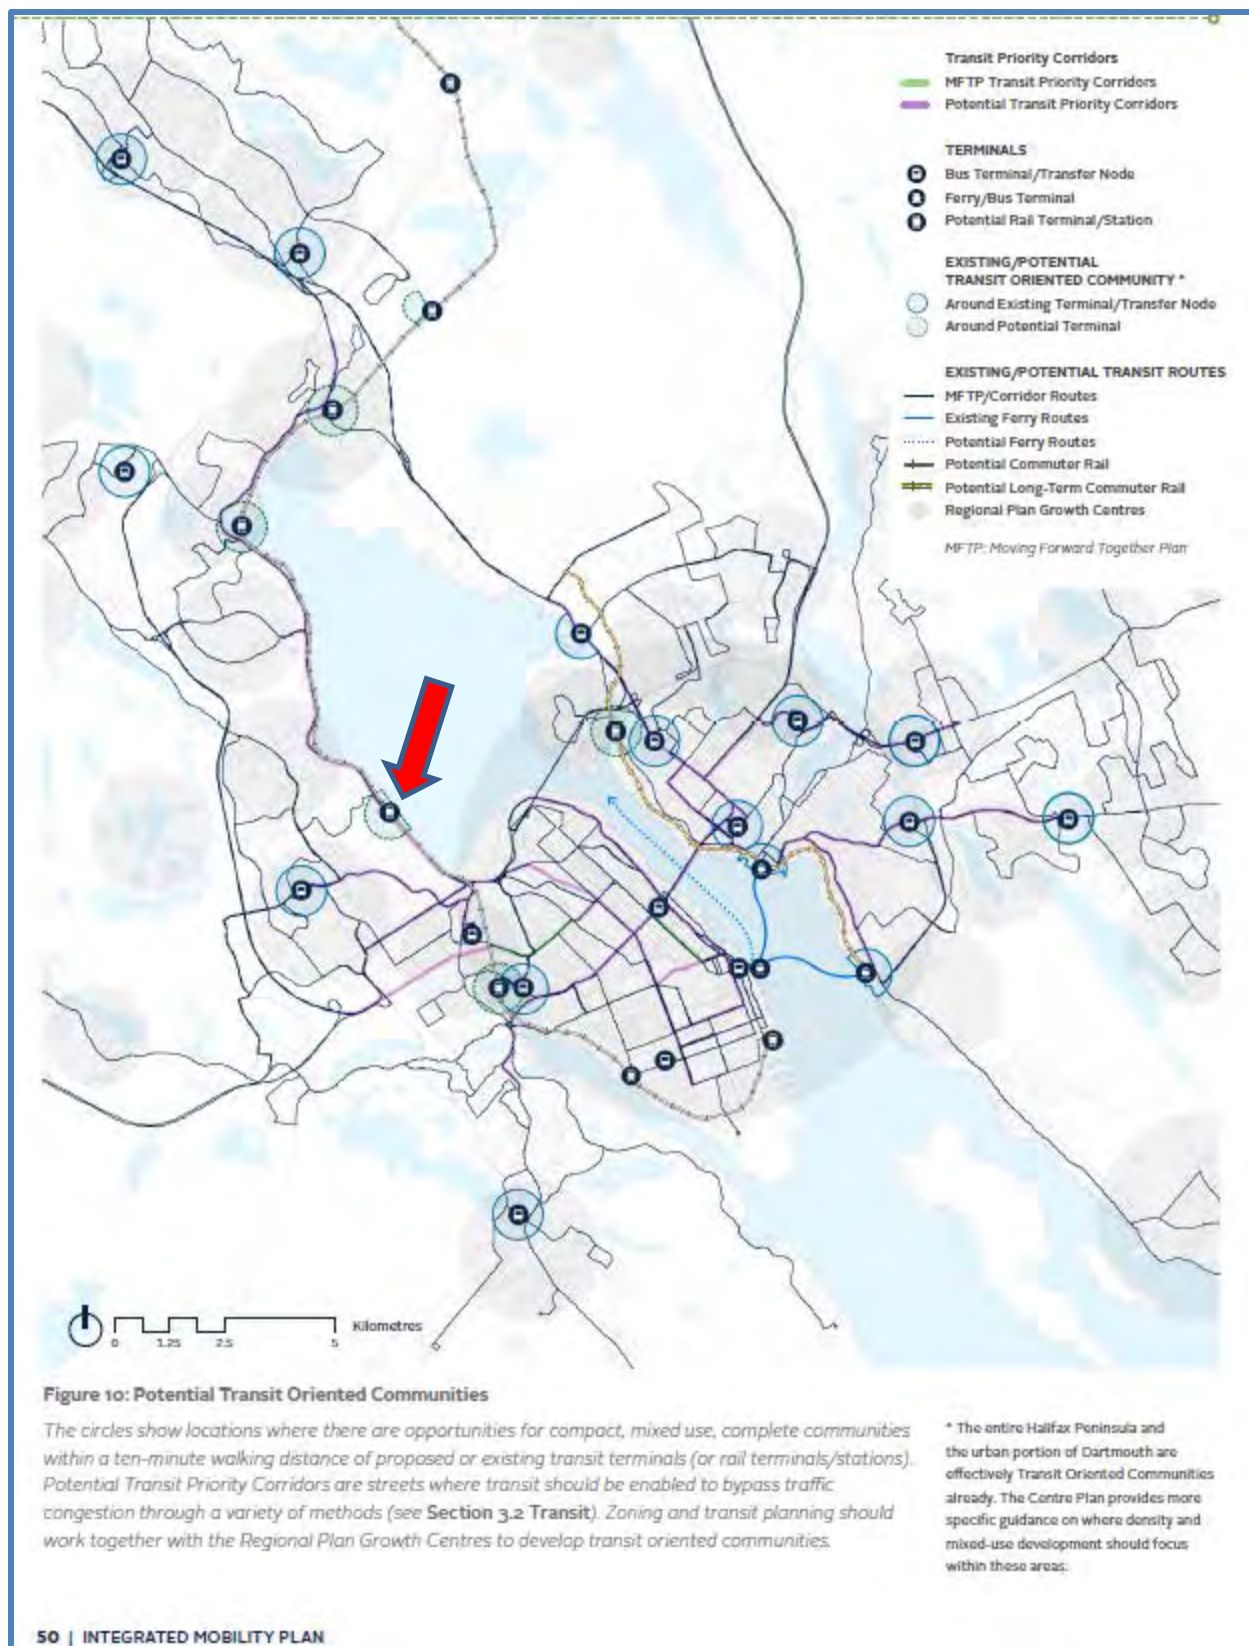 Transit Priority Corridors
MFTP Transit Priority Corridors
Potential Transit Priority Corridors
TERMINALS
Bus Terminal/Transfer Node
Ferry/Bus Terminal
Potential Rail Terminal/Station
EXISTING/POTENTIAL
TRANSIT ORIENTED COMMUNITY *
Around Existing Terminal/Transfer Node
Around Potential Terminal
EXISTING/POTENTIAL TRANSIT ROUTES
MFTP/Corridor Routes
Existing Ferry Routes
Potential Ferry Routes
Potential Commuter Rail
Potential Long-Term Commuter Rail
Regional Plan Growth Centres
MFTP: Moving Forward Together Plan
Kilometres
0 1.25 2.5 5
Figure 10: Potential Transit Oriented Communities
The circles show locations where there are opportunities for compact, mixed use, complete communities
within a ten-minute walking distance of proposed or existing transit terminals (or rail terminals/stations).
Potential Transit Priority Corridors are streets where transit should be enabled to bypass traffic
congestion through a variety of methods (see Section 3.2 Transit). Zoning and transit planning should
work together with the Regional Plan Growth Centres to develop transit oriented communities.
* The entire Halifax Peninsula and
the urban portion of Dartmouth are
effectively Transit Oriented Communities
already. The Centre Plan provides more
specific guidance on where density and
mixed-use development should focus
within these areas.
50 | INTEGRATED MOBILITY PLAN